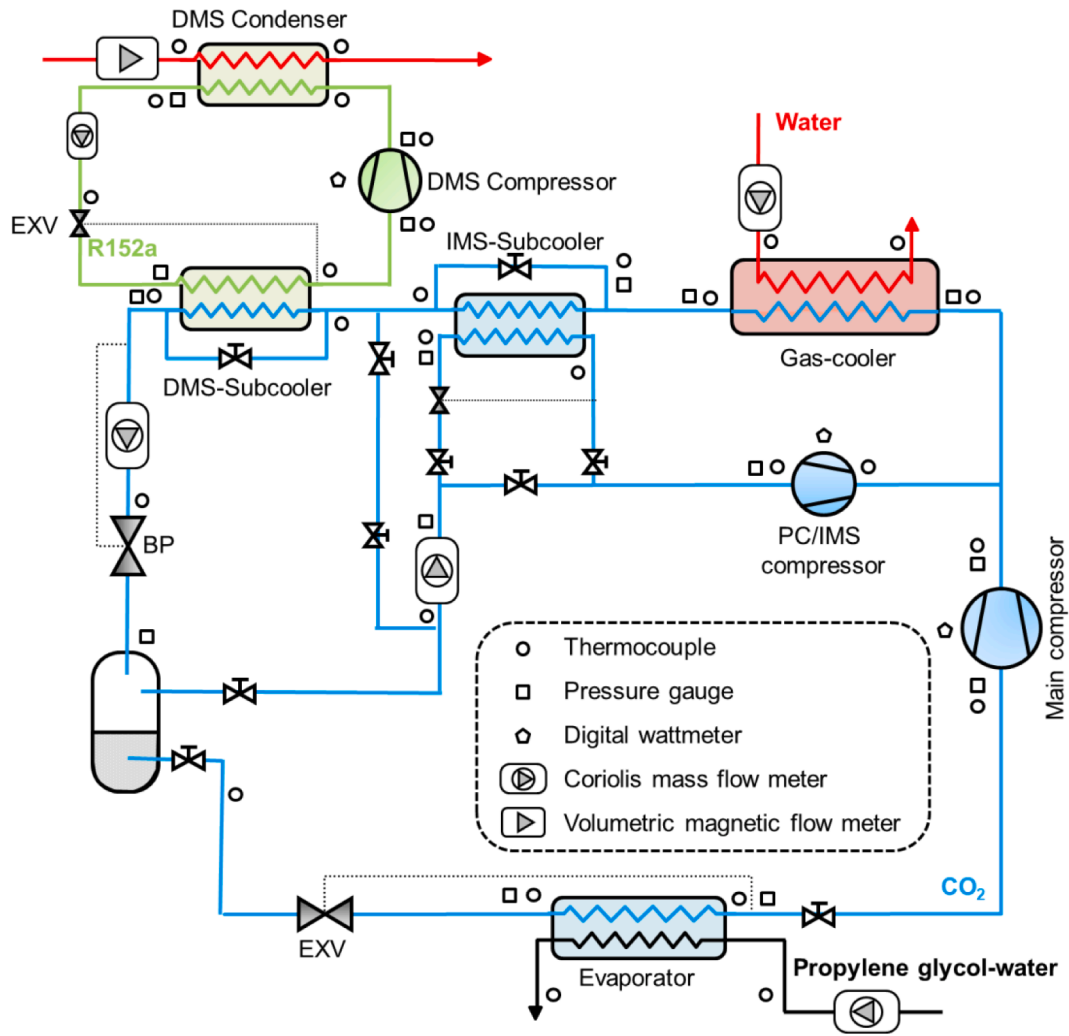 DMS Condenser
Water
DMS Compressor
EXV
R152a
IMS-Subcooler
Gas-cooler
DMS-Subcooler
BP
PC/IMS
compressor
Main compressor
Thermocouple
Pressure gauge
Digital wattmeter
Coriolis mass flow meter
Volumetric magnetic flow meter
CO₂
EXV
Evaporator
Propylene glycol-water